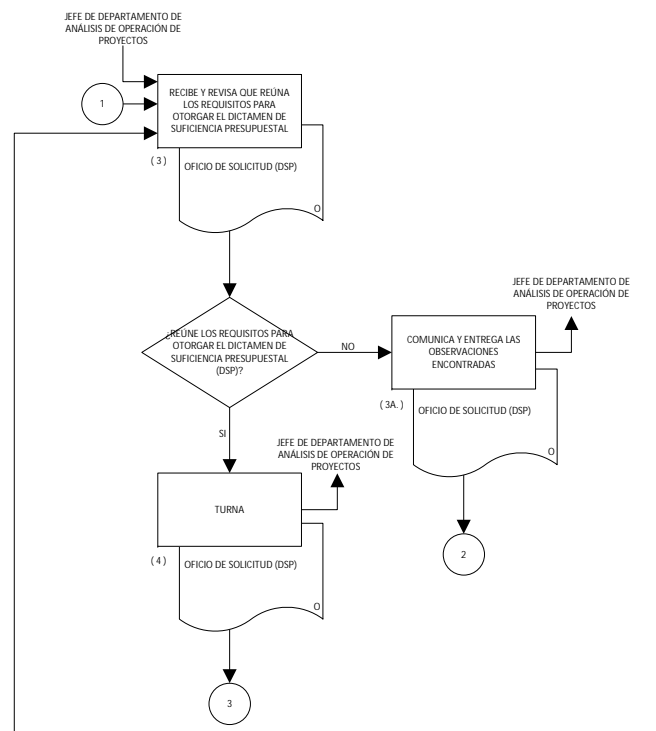 JEFE DE DEPARTAMENTO DE
ANÁLISIS DE OPERACIÓN DE
PROYECTOS
1
RECIBE Y REVISA QUE REÚNA
LOS REQUISITOS PARA
OTORGAR EL DICTAMEN DE
SUFICIENCIA PRESUPUESTAL
( 3 )
OFICIO DE SOLICITUD (DSP)
O
¿REÚNE LOS REQUISITOS PARA
OTORGAR EL DICTAMEN DE
SUFICIENCIA PRESUPUESTAL
(DSP)?
NO
JEFE DE DEPARTAMENTO DE
ANÁLISIS DE OPERACIÓN DE
PROYECTOS
COMUNICA Y ENTREGA LAS
OBSERVACIONES
ENCONTRADAS
( 3A. )
OFICIO DE SOLICITUD (DSP)
O
2
SI
JEFE DE DEPARTAMENTO DE
ANÁLISIS DE OPERACIÓN DE
PROYECTOS
TURNA
( 4 )
OFICIO DE SOLICITUD (DSP)
O
3